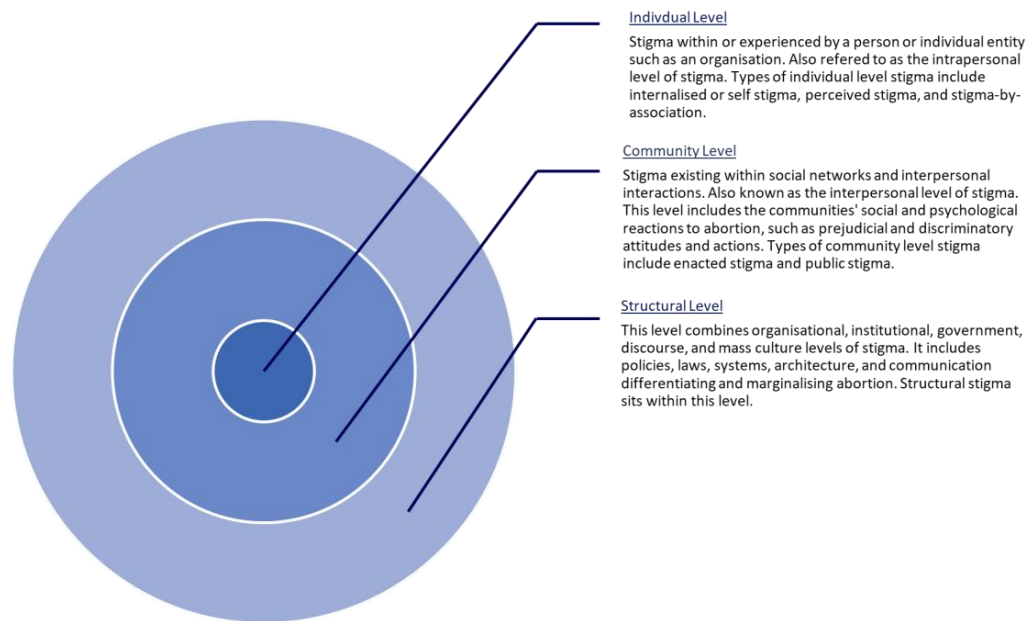 Indivdual Level
Stigma within or experienced by a person or individual entity
such as an organisation. Also refered to as the intrapersonal
level of stigma. Types of individual level stigma include
internalised or self stigma, perceived stigma, and stigma-by-
association.
Community Level
Stigma existing within social networks and interpersonal
interactions. Also known as the interpersonal level of stigma.
This level includes the communities' social and psychological
reactions to abortion, such as prejudicial and discriminatory
attitudes and actions. Types of community level stigma
include enacted stigma and public stigma.
Structural Level
This level combines organisational, institutional, government,
discourse, and mass culture levels of stigma. It includes
policies, laws, systems, architecture, and communication
differentiating and marginalising abortion. Structural stigma
sits within this level.